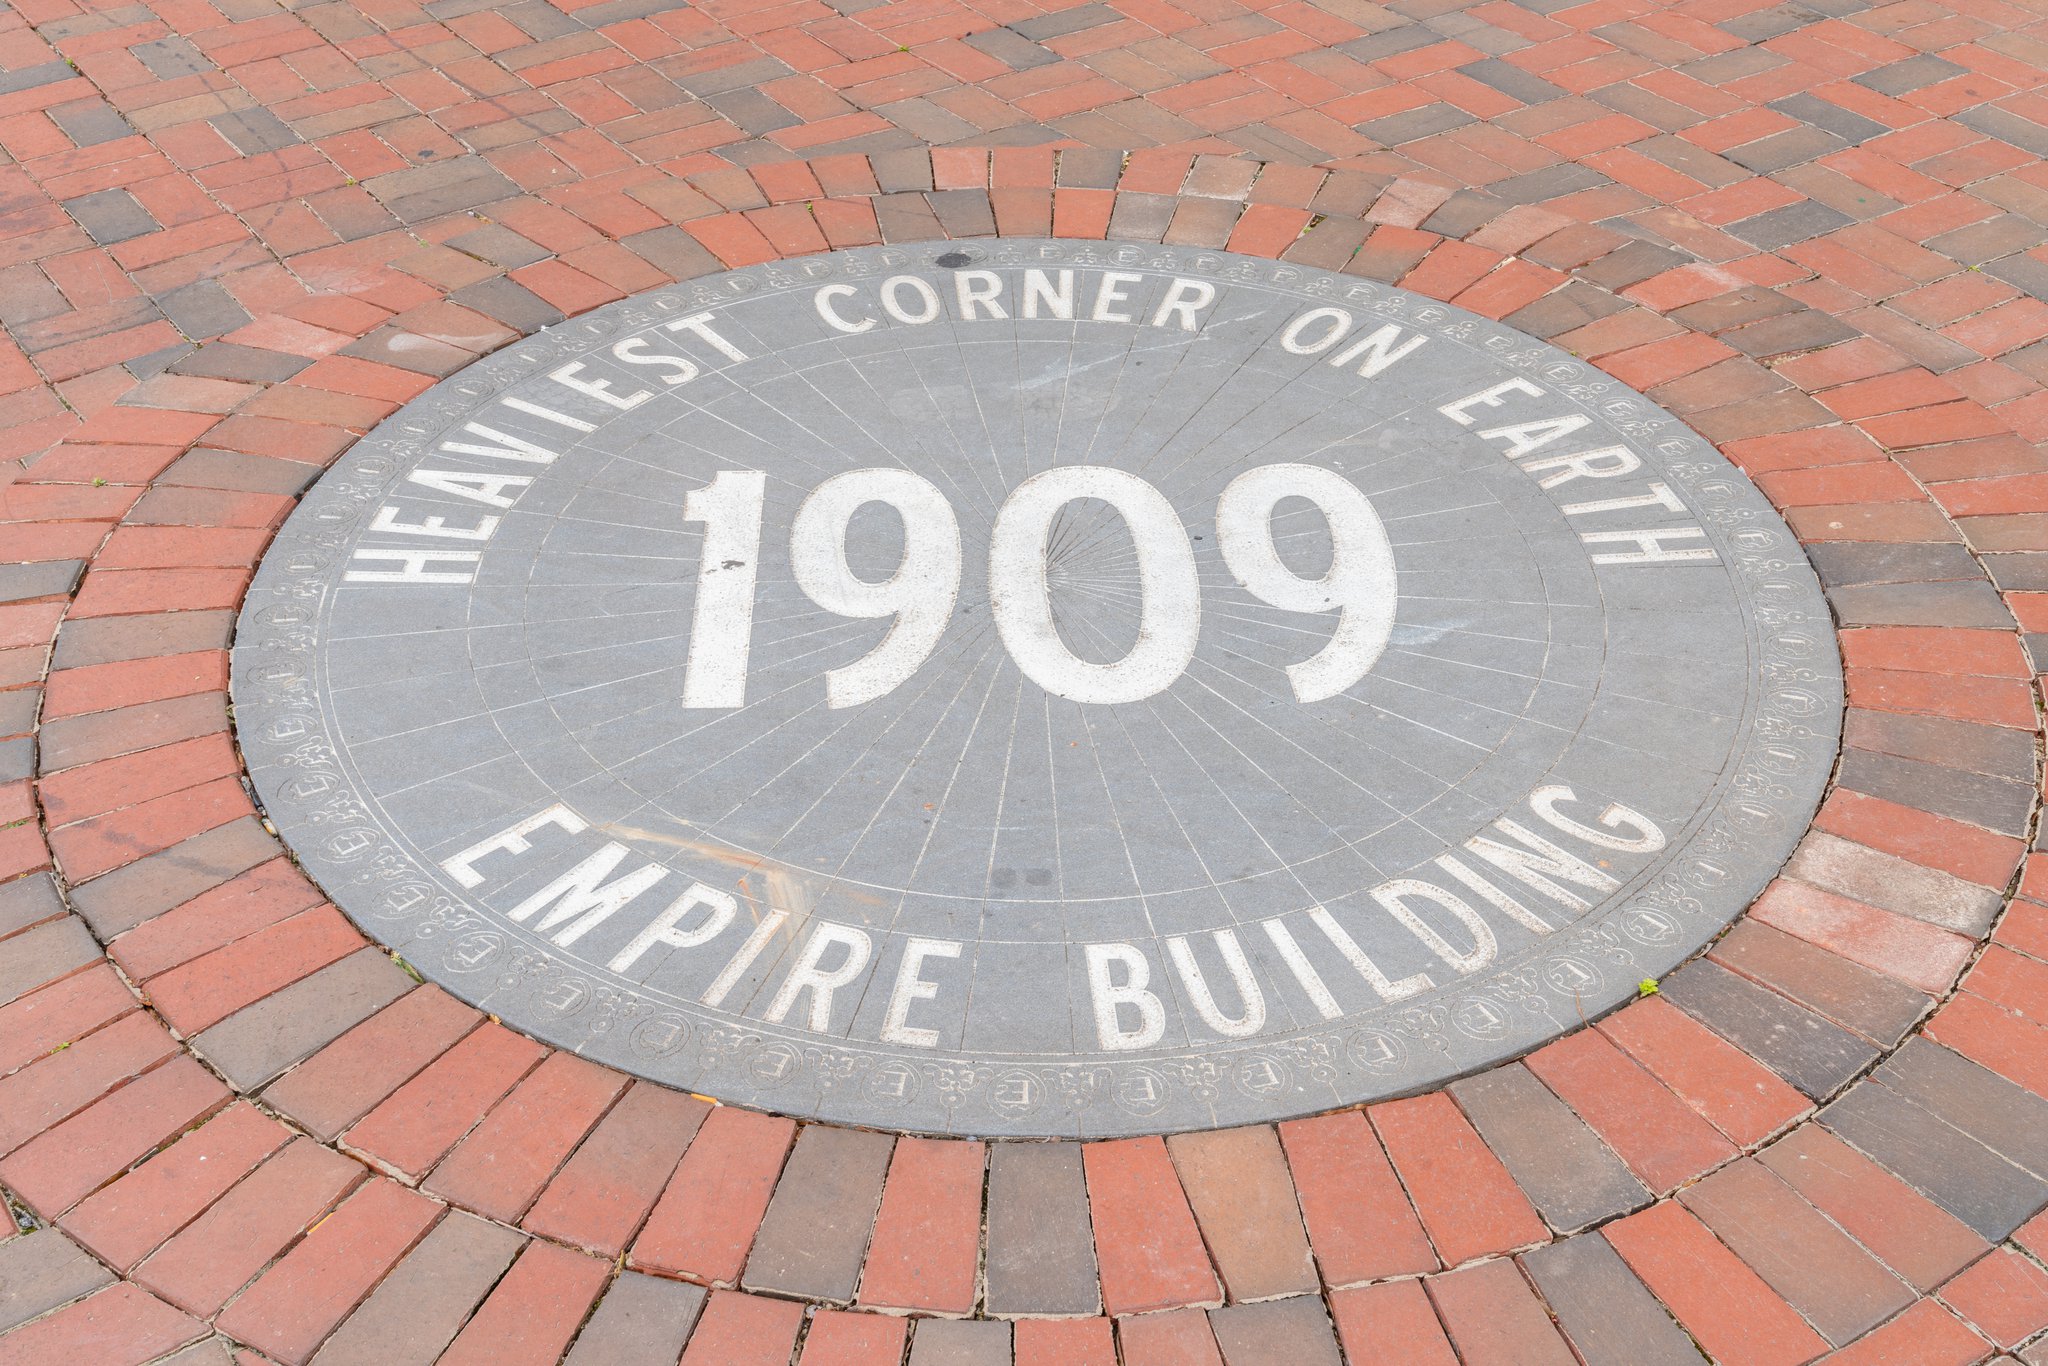 HEAVIEST CORNER ON EARTH
1909
EMPIRE BUILDING